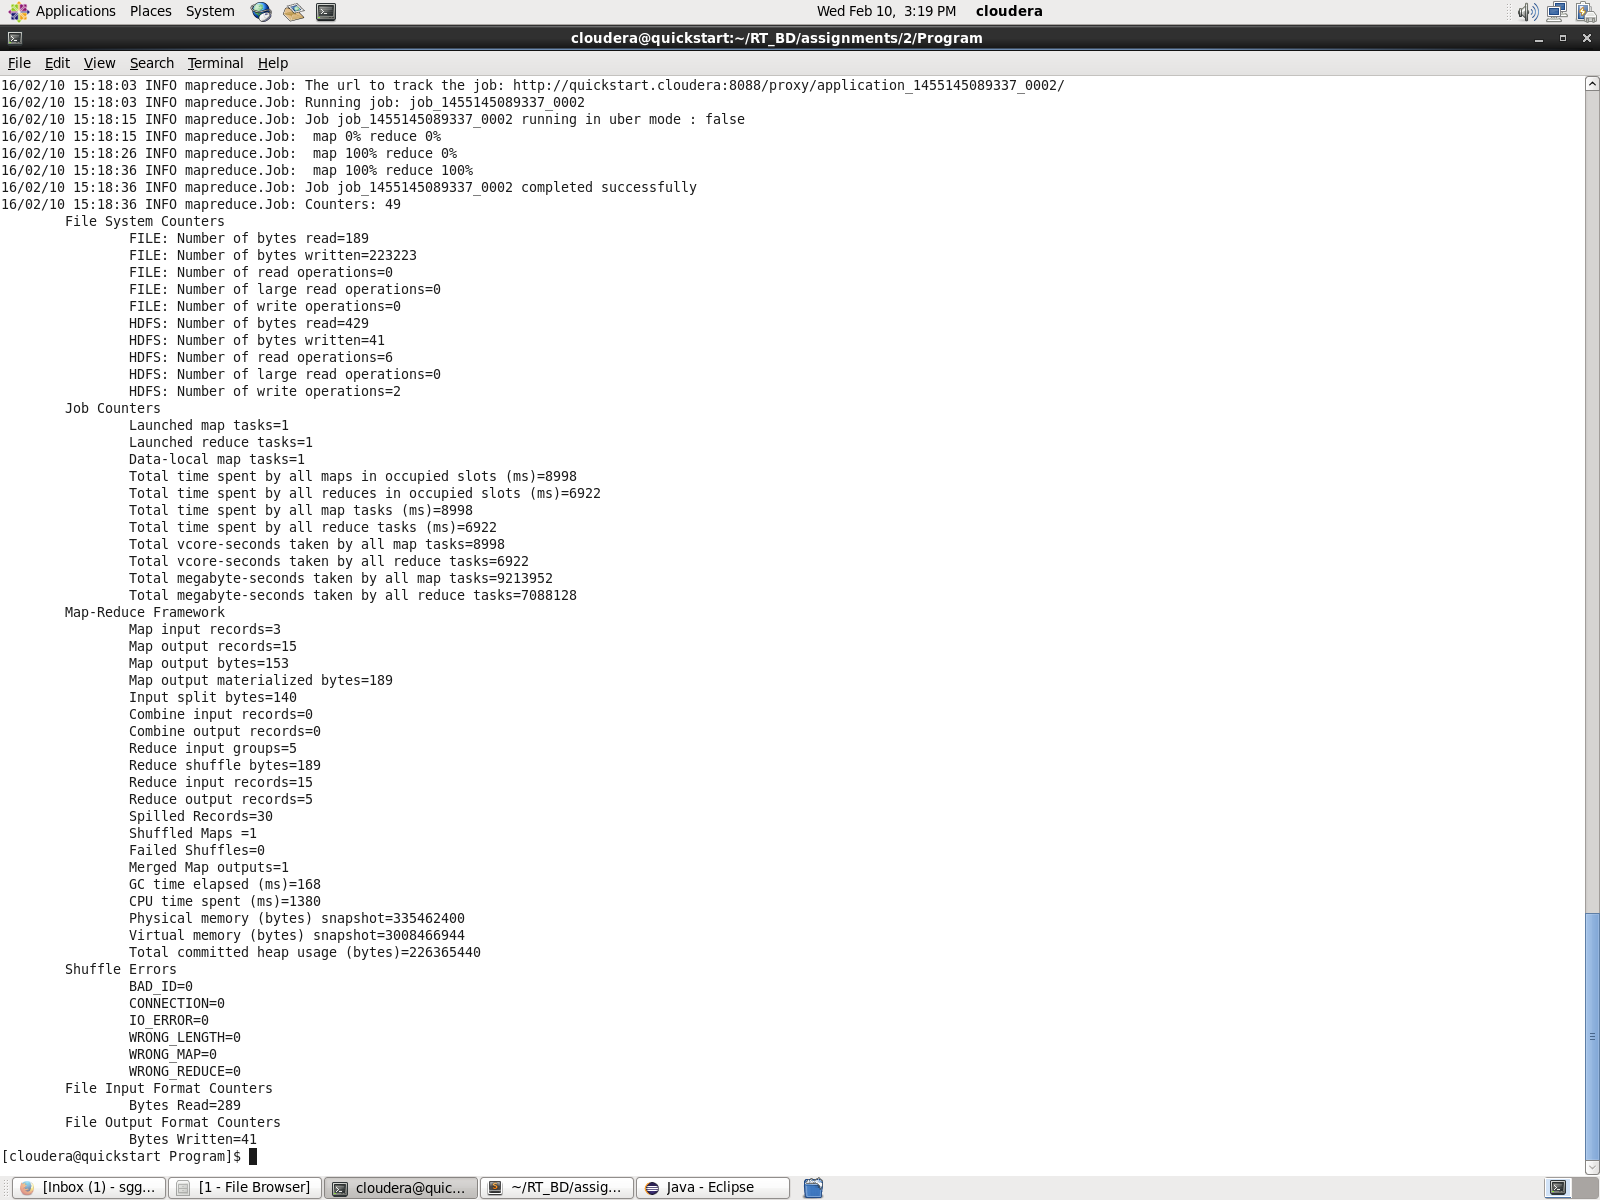 Applications Places System Wed Feb 10, 3:19 PM cloudera
cloudera@quickstart:~/RT_BD/assignments/2/Program
File Edit View Search Terminal Help
16/02/10 15:18:03 INFO mapreduce.Job: The url to track the job: http://quickstart.cloudera:8088/proxy/application_1455145089337_0002/
16/02/10 15:18:03 INFO mapreduce.Job: Running job: job_1455145089337_0002
16/02/10 15:18:15 INFO mapreduce.Job: Job job_1455145089337_0002 running in uber mode : false
16/02/10 15:18:15 INFO mapreduce.Job:  map 0% reduce 0%
16/02/10 15:18:26 INFO mapreduce.Job:  map 100% reduce 0%
16/02/10 15:18:36 INFO mapreduce.Job:  map 100% reduce 100%
16/02/10 15:18:36 INFO mapreduce.Job: Job job_1455145089337_0002 completed successfully
16/02/10 15:18:36 INFO mapreduce.Job: Counters: 49
File System Counters
FILE: Number of bytes read=189
FILE: Number of bytes written=223223
FILE: Number of read operations=0
FILE: Number of large read operations=0
FILE: Number of write operations=0
HDFS: Number of bytes read=429
HDFS: Number of bytes written=41
HDFS: Number of read operations=6
HDFS: Number of large read operations=0
HDFS: Number of write operations=2
Job Counters
Launched map tasks=1
Launched reduce tasks=1
Data-local map tasks=1
Total time spent by all maps in occupied slots (ms)=8998
Total time spent by all reduces in occupied slots (ms)=6922
Total time spent by all map tasks (ms)=8998
Total time spent by all reduce tasks (ms)=6922
Total vcore-seconds taken by all map tasks=8998
Total vcore-seconds taken by all reduce tasks=6922
Total megabyte-seconds taken by all map tasks=9213952
Total megabyte-seconds taken by all reduce tasks=7088128
Map-Reduce Framework
Map input records=3
Map output records=15
Map output bytes=153
Map output materialized bytes=189
Input split bytes=140
Combine input records=0
Combine output records=0
Reduce input groups=5
Reduce shuffle bytes=189
Reduce input records=15
Reduce output records=5
Spilled Records=30
Shuffled Maps =1
Failed Shuffles=0
Merged Map outputs=1
GC time elapsed (ms)=168
CPU time spent (ms)=1380
Physical memory (bytes) snapshot=335462400
Virtual memory (bytes) snapshot=3008466944
Total committed heap usage (bytes)=226365440
Shuffle Errors
BAD_ID=0
CONNECTION=0
IO_ERROR=0
WRONG_LENGTH=0
WRONG_MAP=0
WRONG_REDUCE=0
File Input Format Counters
Bytes Read=289
File Output Format Counters
Bytes Written=41
[cloudera@quickstart Program]$
[Inbox (1) - sgg... [1 - File Browser] cloudera@quic... ~/RT_BD/assig... Java - Eclipse